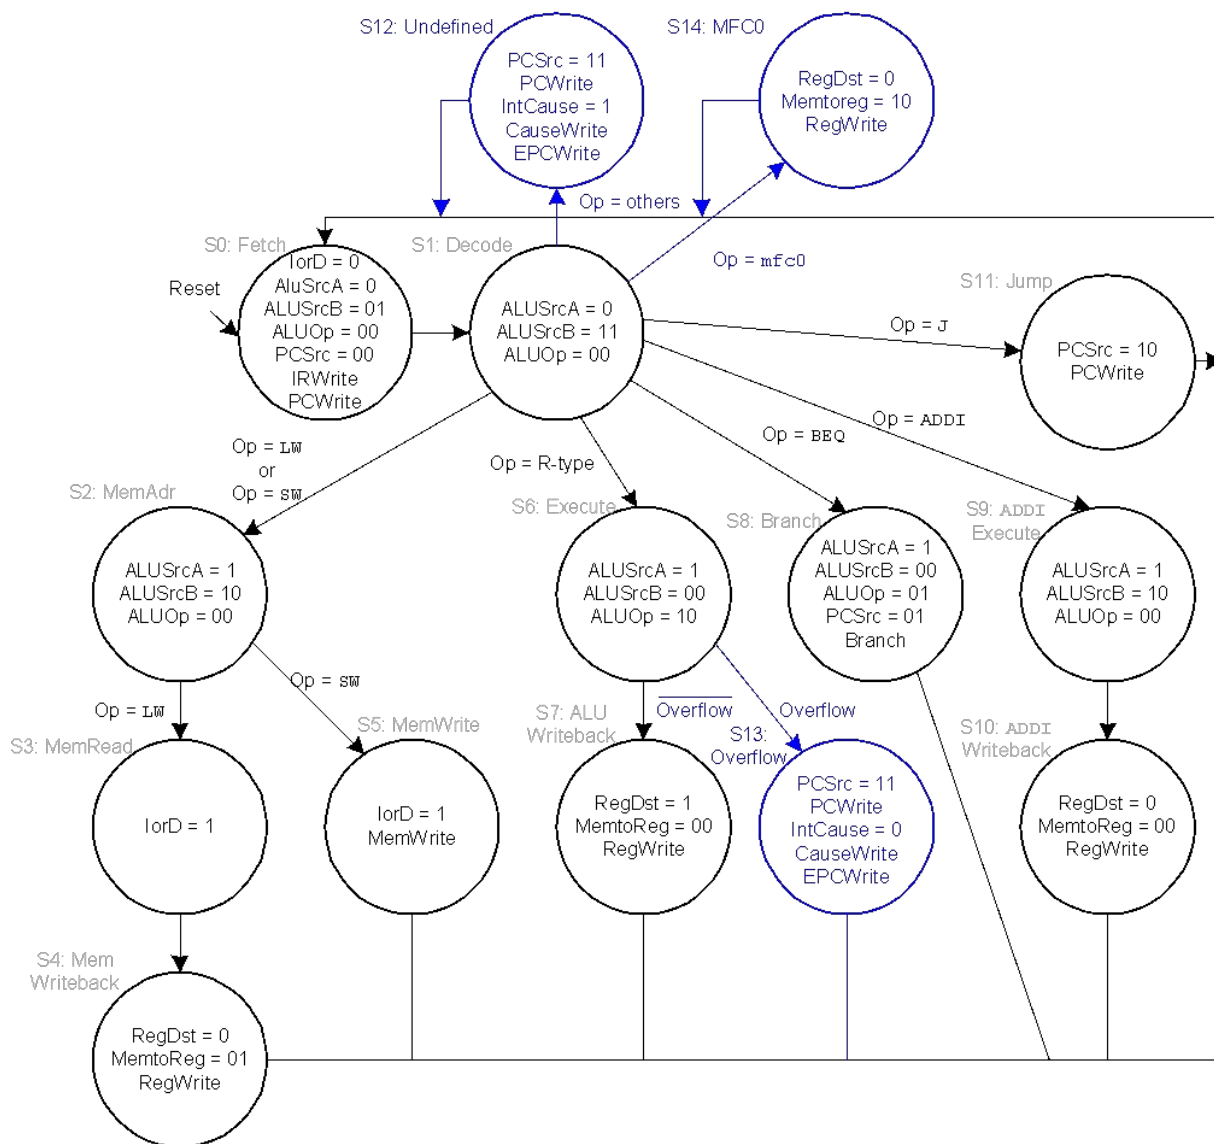 S12: Undefined
PCSrc = 11
PCWrite
IntCause = 1
CauseWrite
EPCWrite
S14: MFC0
RegDst = 0
Memtoreg = 10
RegWrite
Op = others
Op = mfc0
S0: Fetch
Reset
IorD = 0
AluSrcA = 0
ALUSrcB = 01
ALUOp = 00
PCSrc = 00
IRWrite
PCWrite
S1: Decode
ALUSrcA = 0
ALUSrcB = 11
ALUOp = 00
S11: Jump
Op = J
PCSrc = 10
PCWrite
Op = LW
or
Op = SW
Op = R-type
Op = BEQ
Op = ADDI
S2: MemAdr
ALUSrcA = 1
ALUSrcB = 10
ALUOp = 00
S6: Execute
ALUSrcA = 1
ALUSrcB = 00
ALUOp = 10
S8: Branch
ALUSrcA = 1
ALUSrcB = 00
ALUOp = 01
PCSrc = 01
Branch
S9: ADDI
Execute
ALUSrcA = 1
ALUSrcB = 10
ALUOp = 00
Op = LW
Op = SW
Overflow
Overflow
S3: MemRead
IorD = 1
S5: MemWrite
IorD = 1
MemWrite
S7: ALU
Writeback
RegDst = 1
MemtoReg = 00
RegWrite
S13:
Overflow
PCSrc = 11
PCWrite
IntCause = 0
CauseWrite
EPCWrite
S10: ADDI
Writeback
RegDst = 0
MemtoReg = 00
RegWrite
S4: Mem
Writeback
RegDst = 0
MemtoReg = 01
RegWrite